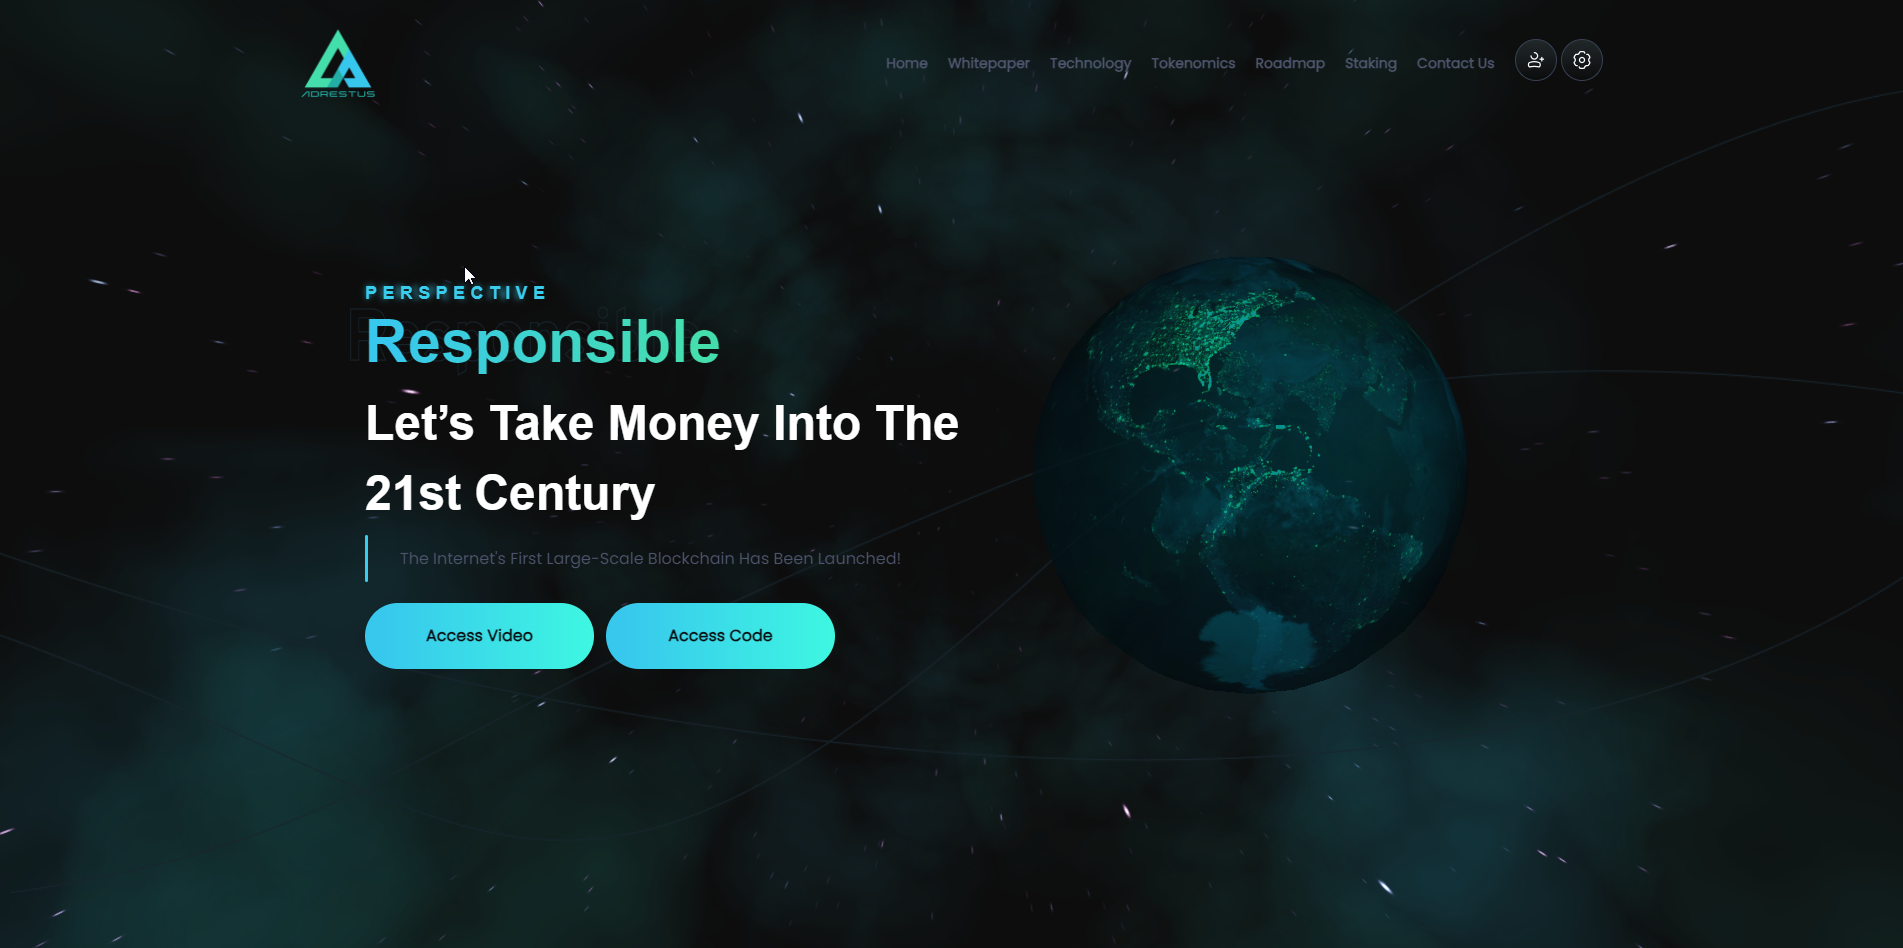 ADRESTUS
Home Whitepaper Technology Tokenomics Roadmap Staking Contact Us
PERSPECTIVE
Responsible
Let’s Take Money Into The
21st Century
The Internet's First Large-Scale Blockchain Has Been Launched!
Access Video Access Code